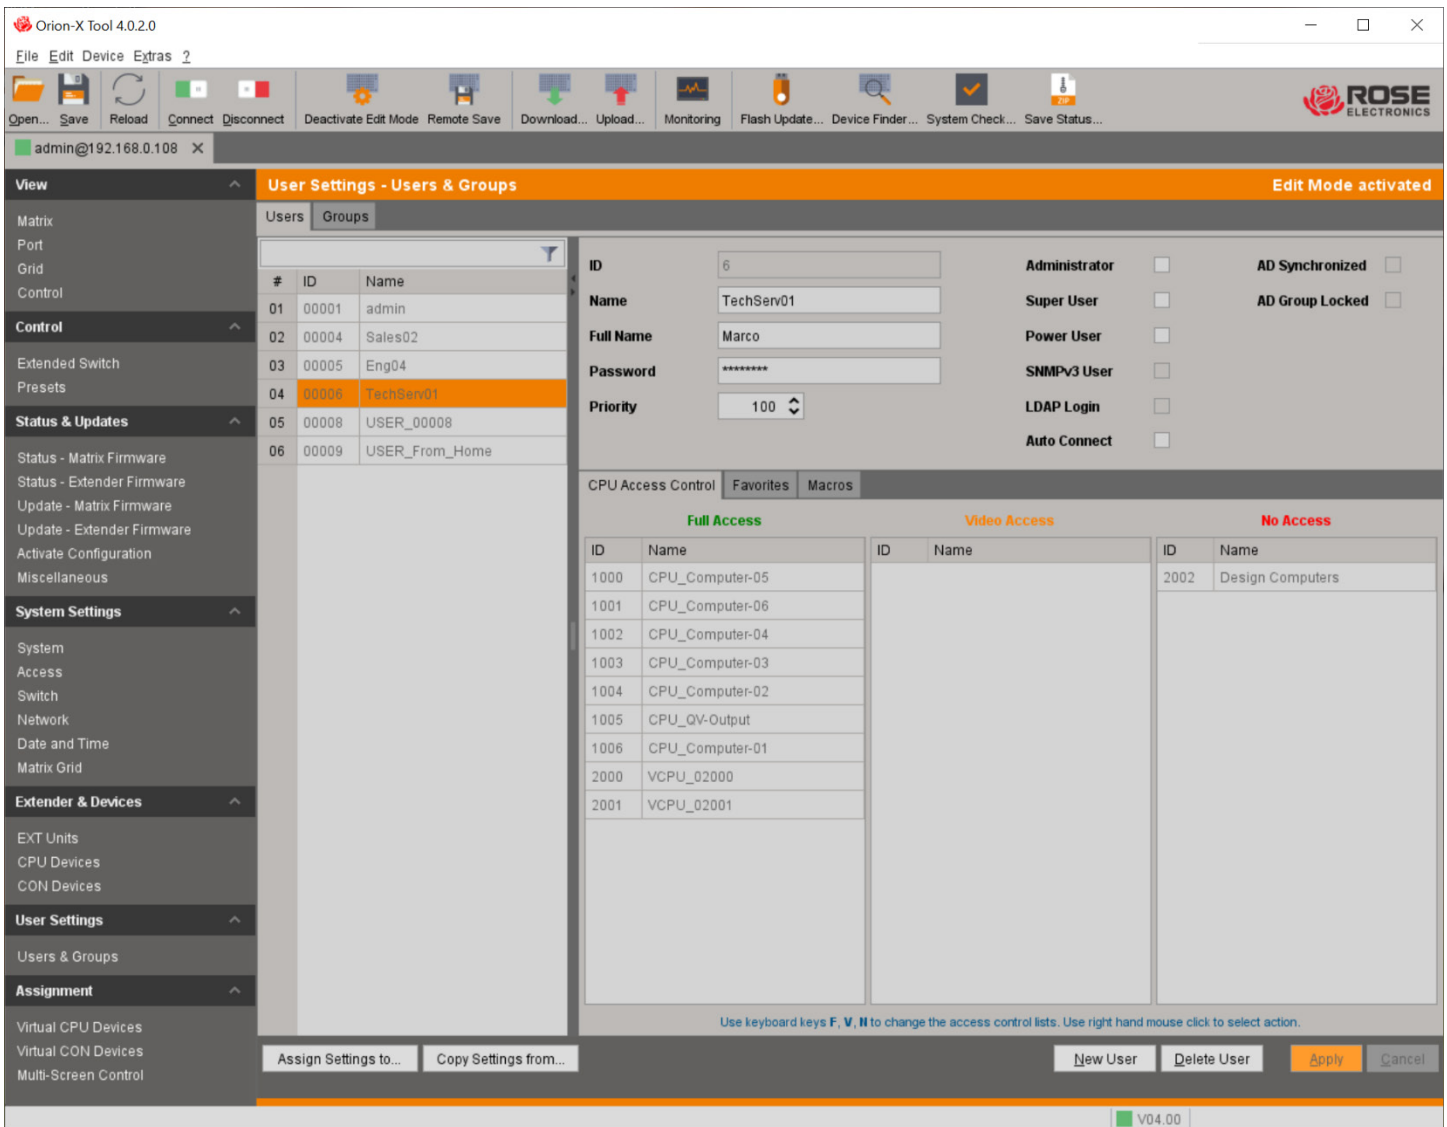 Orion-X Tool 4.0.2.0
File Edit Device Extras ?
Open... Save Reload Connect Disconnect Deactivate Edit Mode Remote Save Download... Upload... Monitoring Flash Update... Device Finder... System Check... ZIP Save Status... ROSE ELECTRONICS
admin@192.168.0.108
View
Matrix
Port
Grid
Control
Control
Extended Switch
Presets
Status & Updates
Status - Matrix Firmware
Status - Extender Firmware
Update - Matrix Firmware
Update - Extender Firmware
Activate Configuration
Miscellaneous
System Settings
System
Access
Switch
Network
Date and Time
Matrix Grid
Extender & Devices
EXT Units
CPU Devices
CON Devices
User Settings
Users & Groups
Assignment
Virtual CPU Devices
Virtual CON Devices
Multi-Screen Control
User Settings - Users & Groups Edit Mode activated
Users Groups
# ID Name
01 00001 admin
02 00004 Sales02
03 00005 Eng04
04 00006 TechServ01
05 00008 USER_00008
06 00009 USER_From_Home
ID 6
Name TechServ01
Full Name Marco
Password ********
Priority 100
Administrator
Super User
Power User
SNMPv3 User
LDAP Login
Auto Connect
AD Synchronized
AD Group Locked
CPU Access Control Favorites Macros
Full Access
ID Name
1000 CPU_Computer-05
1001 CPU_Computer-06
1002 CPU_Computer-04
1003 CPU_Computer-03
1004 CPU_Computer-02
1005 CPU_QV-Output
1006 CPU_Computer-01
2000 VCPU_02000
2001 VCPU_02001
Video Access
ID Name
No Access
ID Name
2002 Design Computers
Use keyboard keys F, V, N to change the access control lists. Use right hand mouse click to select action.
Assign Settings to... Copy Settings from... New User Delete User Apply Cancel
V04.00